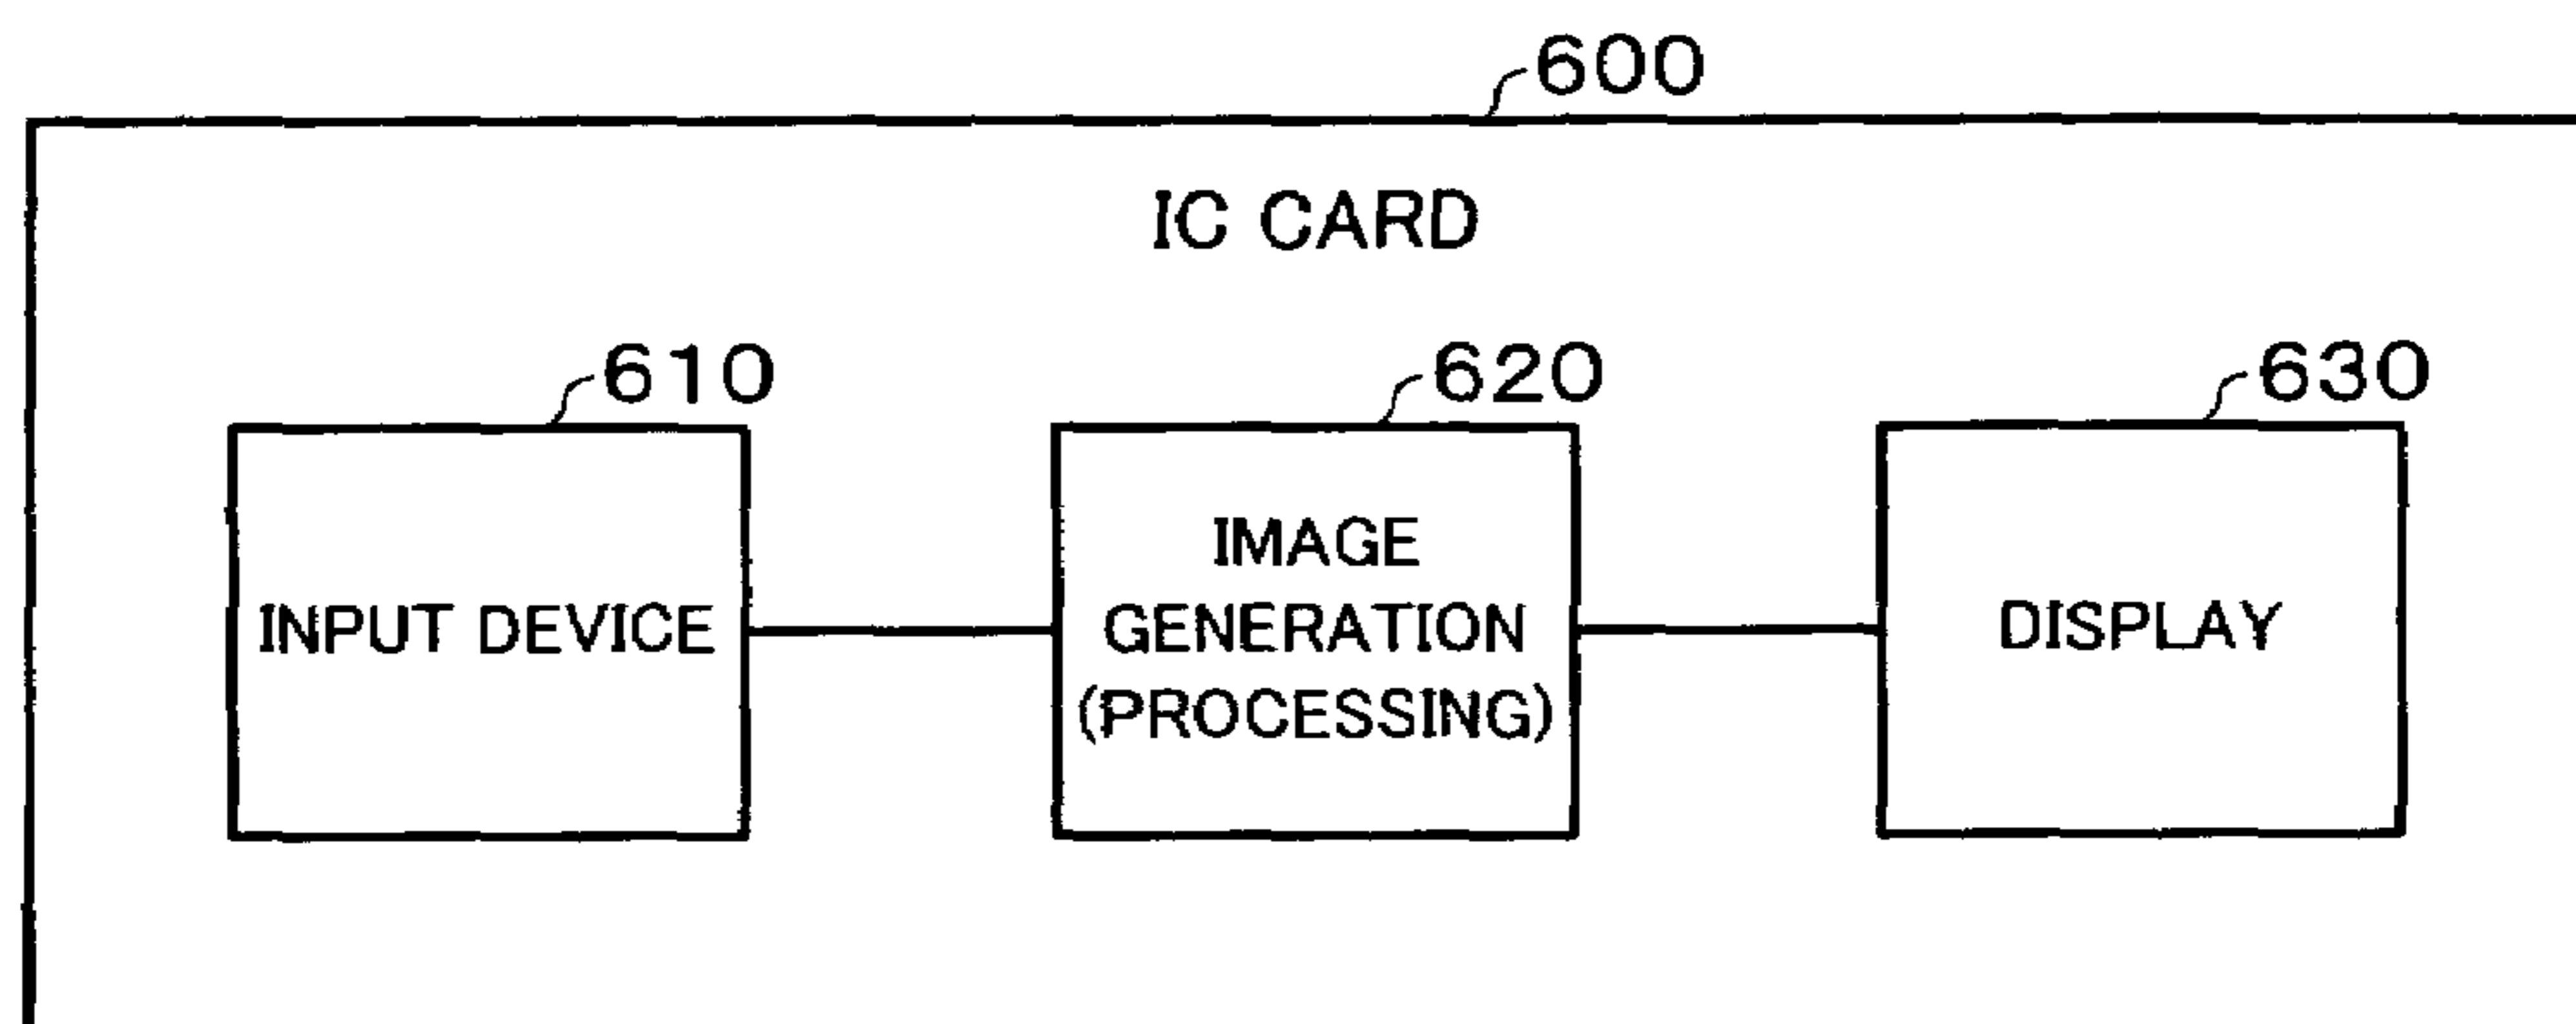 600
IC CARD
610
620
630
INPUT DEVICE
IMAGE
GENERATION
(PROCESSING)
DISPLAY